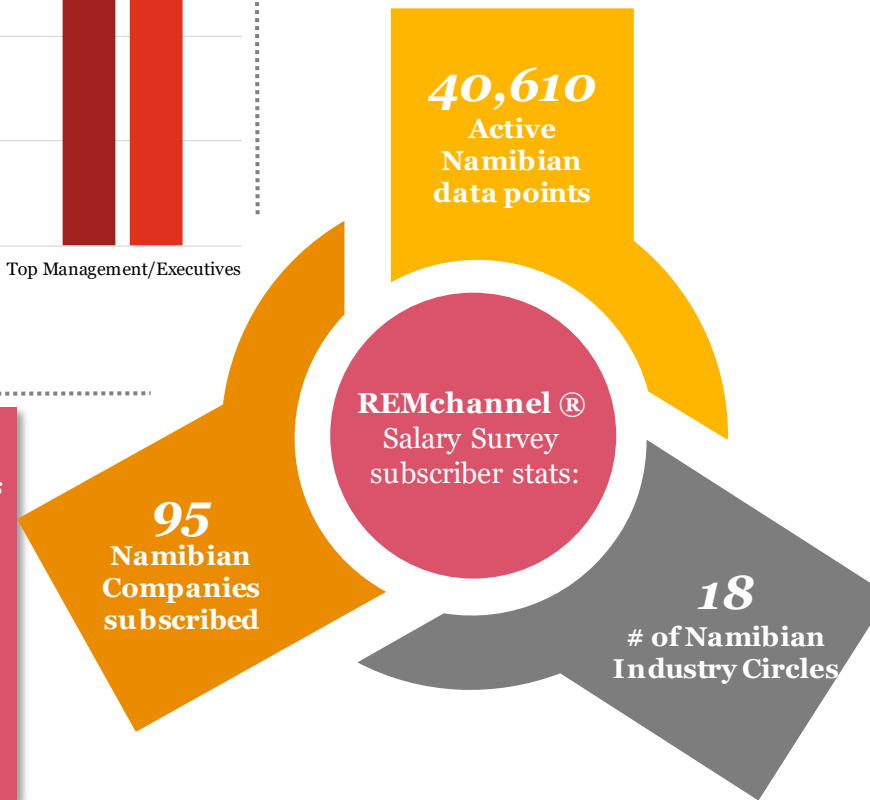 40,610
Active
Namibian
data points
Top Management/Executives
REMchannel ®
Salary Survey
subscriber stats:
95
Namibian
Companies
subscribed
18
# of Namibian
Industry Circles